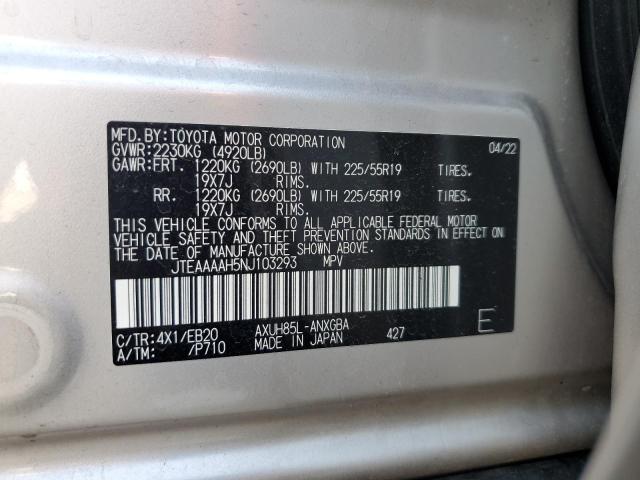 MFD.BY:TOYOTA MOTOR CORPORATION 04/22
GVWR:2230KG (4920LB)
GAWR:FRT. 1220KG (2690LB) WITH 225/55R19 TIRES.
19X7J RIMS.
RR. 1220KG (2690LB) WITH 225/55R19 TIRES.
19X7J RIMS.
THIS VEHICLE CONFORMS TO ALL APPLICABLE FEDERAL MOTOR
VEHICLE SAFETY AND THEFT PREVENTION STANDARDS IN EFFECT ON
THE DATE OF MANUFACTURE SHOWN ABOVE.
JTEAAAAH5NJ103293 MPV
C/TR:4X1/EB20 AXUH85L-ANXGBA 427 E
A/TM: /P710 MADE IN JAPAN